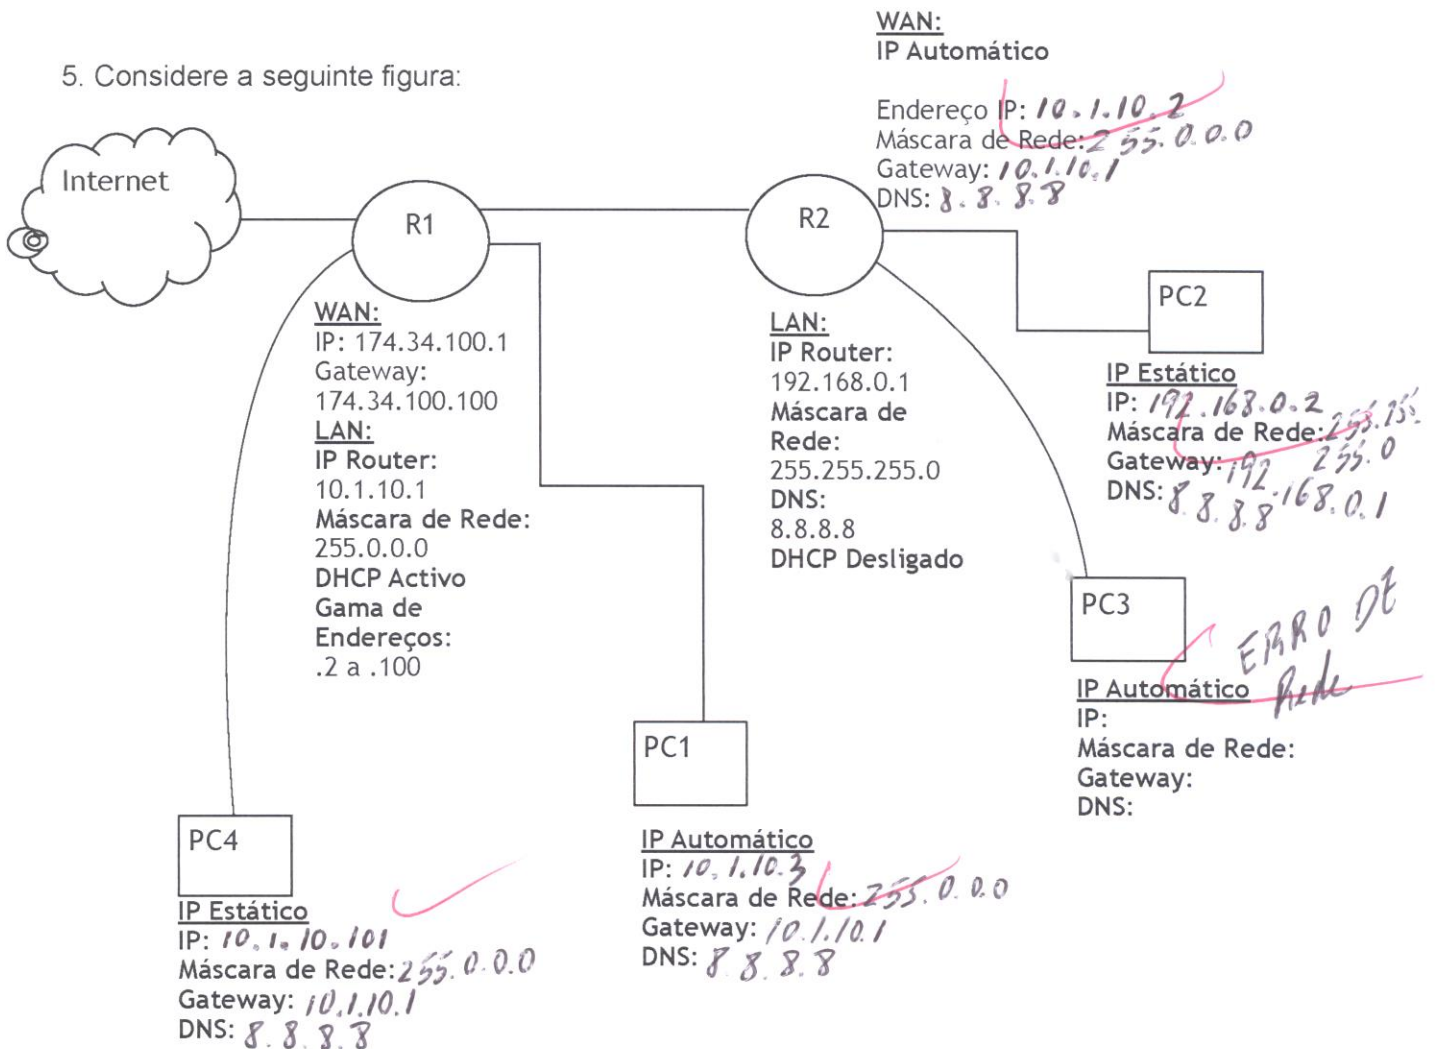 5. Considere a seguinte figura:
Internet
R1
WAN:
IP: 174.34.100.1
Gateway:
174.34.100.100
LAN:
IP Router:
10.1.10.1
Máscara de Rede:
255.0.0.0
DHCP Activo
Gama de
Endereços:
.2 a .100
WAN:
IP Automático
Endereço IP: 10.1.10.2
Máscara de Rede: 255.0.0.0
Gateway: 10.1.10.1
DNS: 8.8.8.8
R2
LAN:
IP Router:
192.168.0.1
Máscara de
Rede:
255.255.255.0
DNS:
8.8.8.8
DHCP Desligado
PC2
IP Estático
IP: 192.168.0.2
Máscara de Rede: 255.255.
255.0
Gateway: 192.168.0.1
DNS: 8.8.8.8
PC3
ERRO DE
Rede
IP Automático
IP:
Máscara de Rede:
Gateway:
DNS:
PC1
IP Automático
IP: 10.1.10.3
Máscara de Rede: 255.0.0.0
Gateway: 10.1.10.1
DNS: 8.8.8.8
PC4
IP Estático
IP: 10.1.10.101
Máscara de Rede: 255.0.0.0
Gateway: 10.1.10.1
DNS: 8.8.8.8